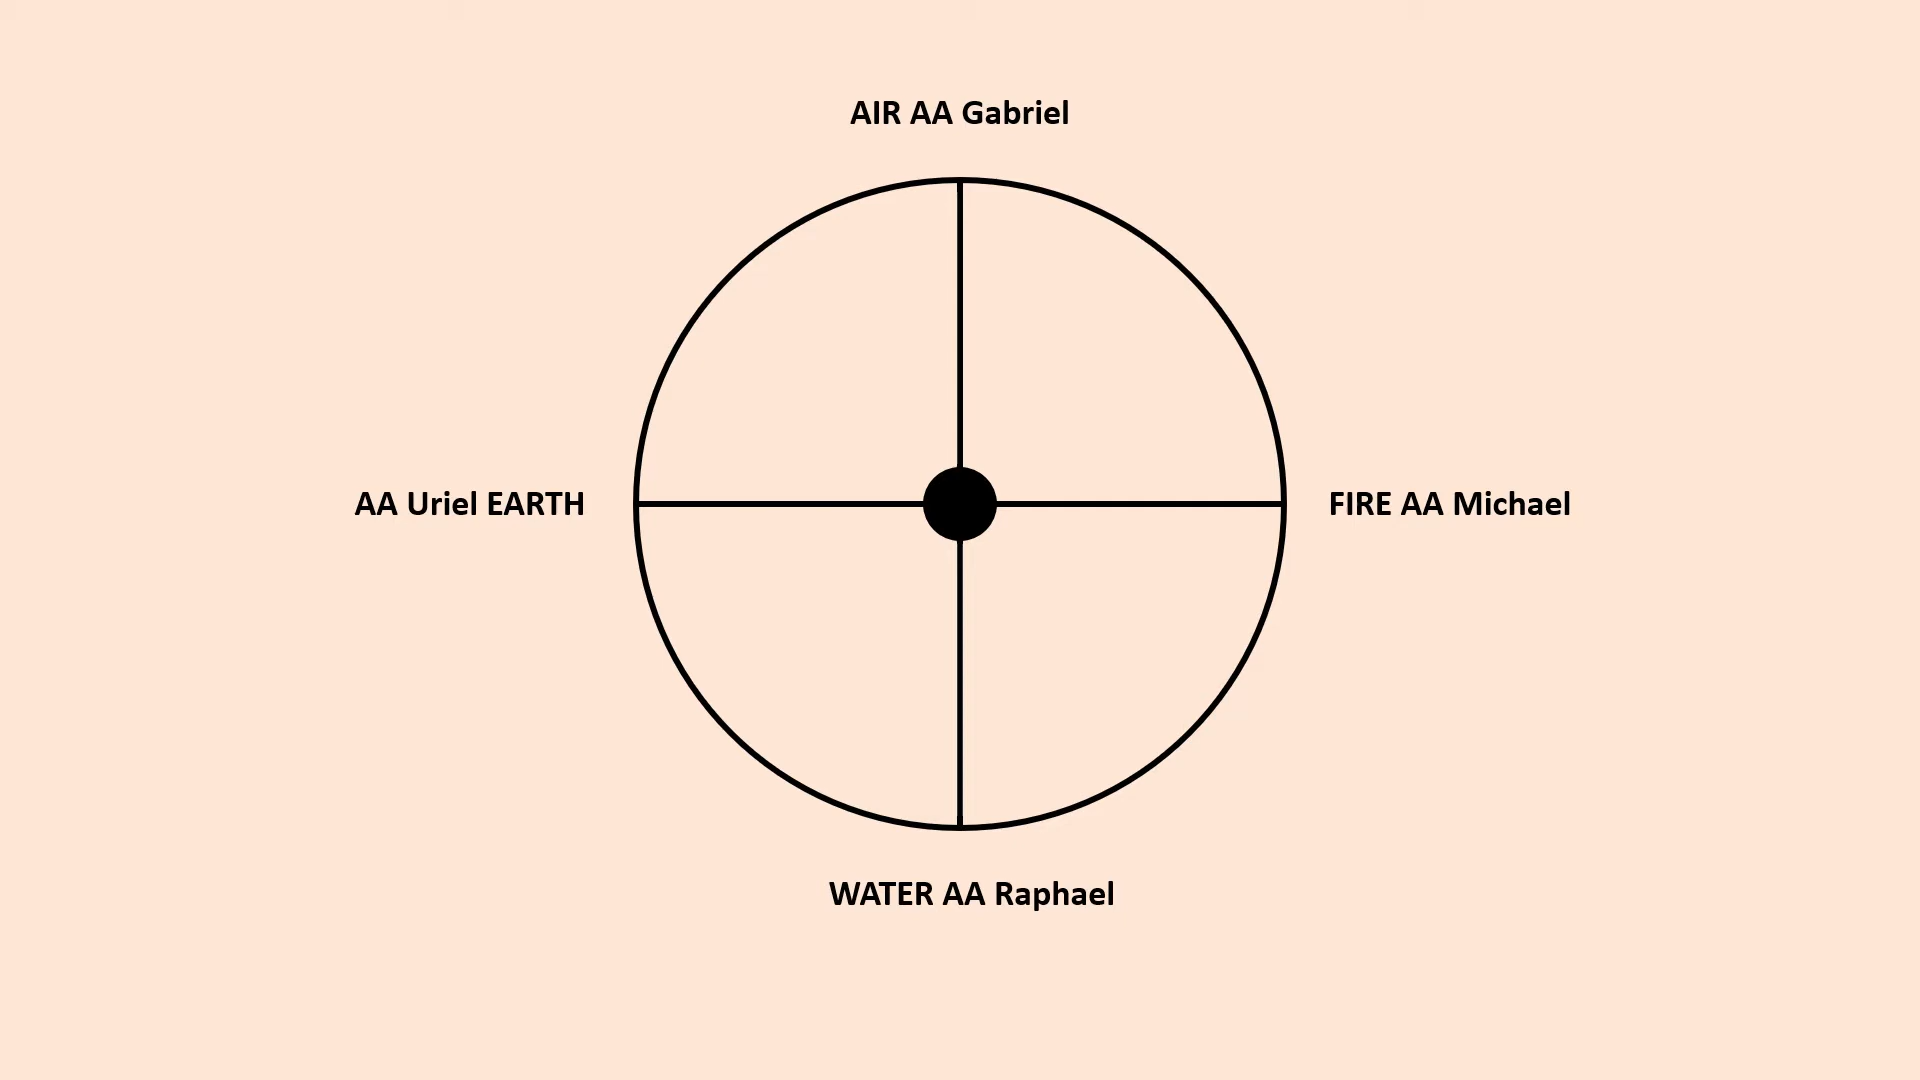 AIR AA Gabriel
AA Uriel EARTH
FIRE AA Michael
WATER AA Raphael